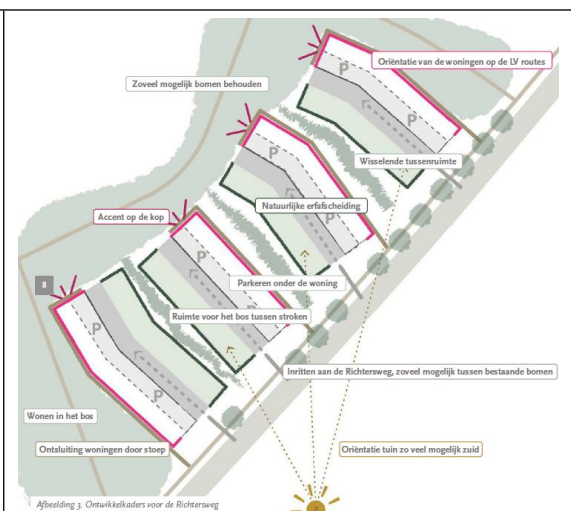 P
Oriëntatie van de woningen op de LV routes
Zoveel mogelijk bomen behouden
P
Wisselende tussenruimte
P
Natuurlijke erfafscheiding
Accent op de kop
P
P
8
Parkeren onder de woning
P
Ruimte voor het bos tussen stroken
P
Inritten aan de Richtersweg, zoveel mogelijk tussen bestaande bomen
P
Wonen in het bos
Ontsluiting woningen door stoep
Oriëntatie tuin zo veel mogelijk zuid
Z
Afbeelding 3. Ontwikkelkaders voor de Richtersweg